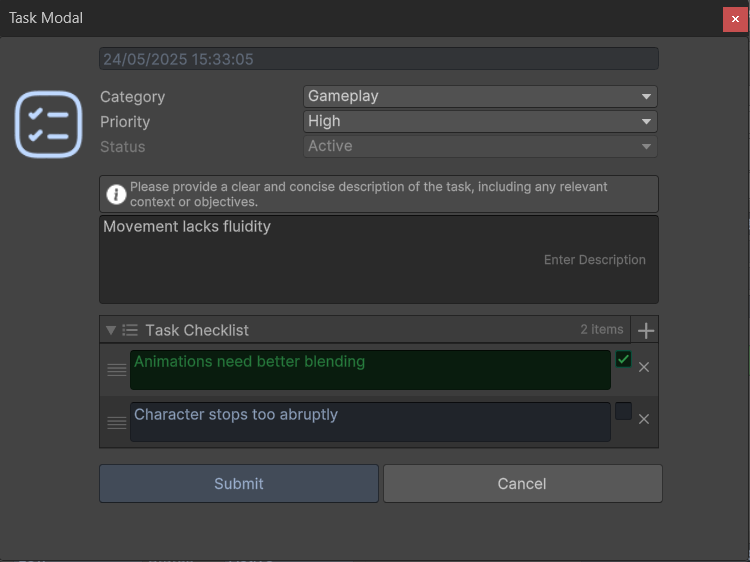 Task Modal
24/05/2025 15:33:05
Category
Gameplay
Priority
High
Status
Active
Please provide a clear and concise description of the task, including any relevant
context or objectives.
Movement lacks fluidity
Enter Description
Task Checklist
2 items
Animations need better blending
Character stops too abruptly
Submit
Cancel